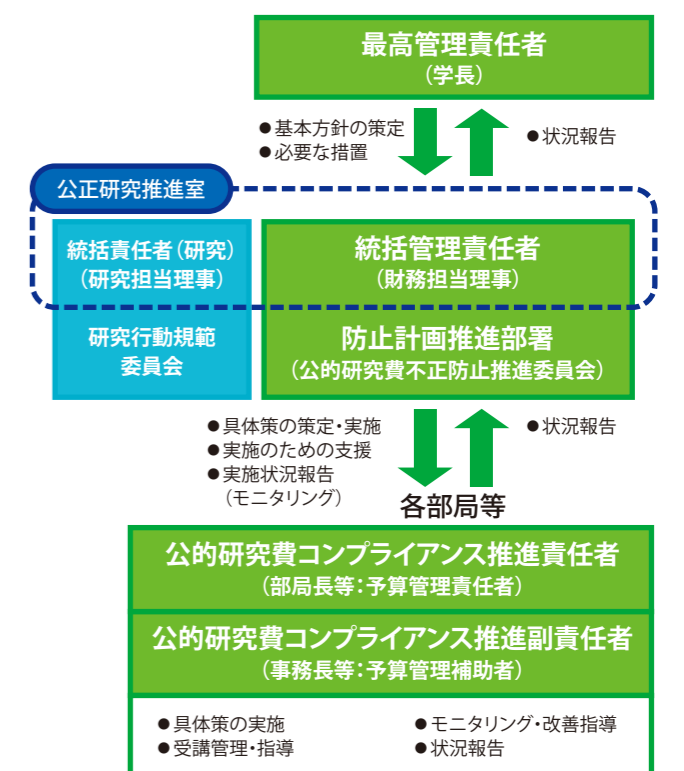 最高管理責任者
（学長）
●基本方針の策定
●必要な措置
●状況報告
公正研究推進室
統括責任者（研究）
（研究担当理事）
統括管理責任者
（財務担当理事）
研究行動規範
委員会
防止計画推進部署
（公的研究費不正防止推進委員会）
●具体策の策定・実施
●実施のための支援
●実施状況報告
（モニタリング）
●状況報告
各部局等
公的研究費コンプライアンス推進責任者
（部局長等：予算管理責任者）
公的研究費コンプライアンス推進副責任者
（事務長等：予算管理補助者）
●具体策の実施
●受講管理・指導
●モニタリング・改善指導
●状況報告